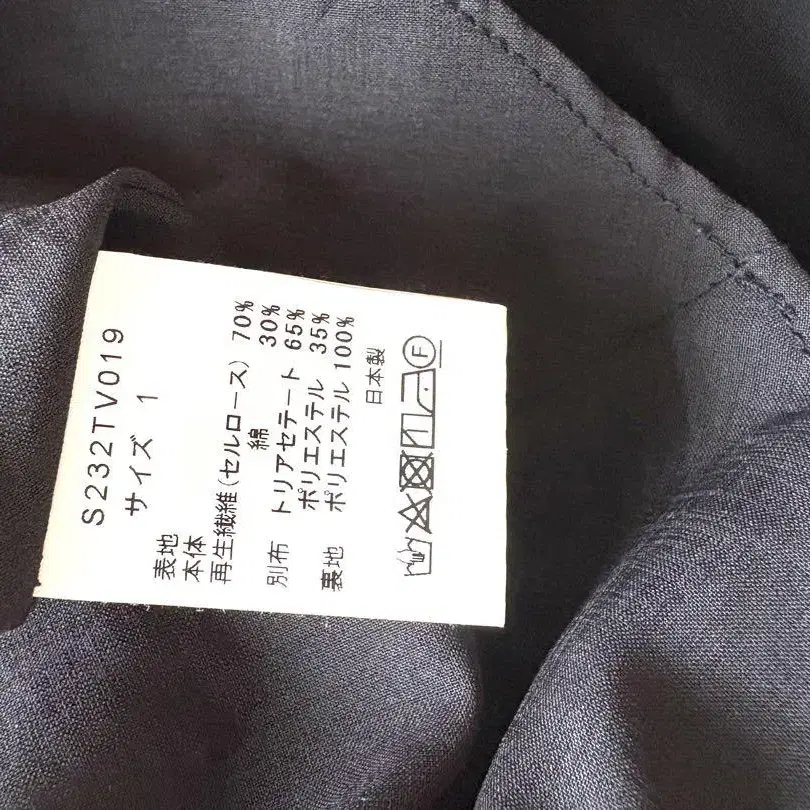 S232TV019
サイズ 1
表地
本体
再生繊維(セルロース) 70%
綿 30%
別布 トリアセテート 65%
ポリエステル 35%
裏地 ポリエステル 100%
日本製
F